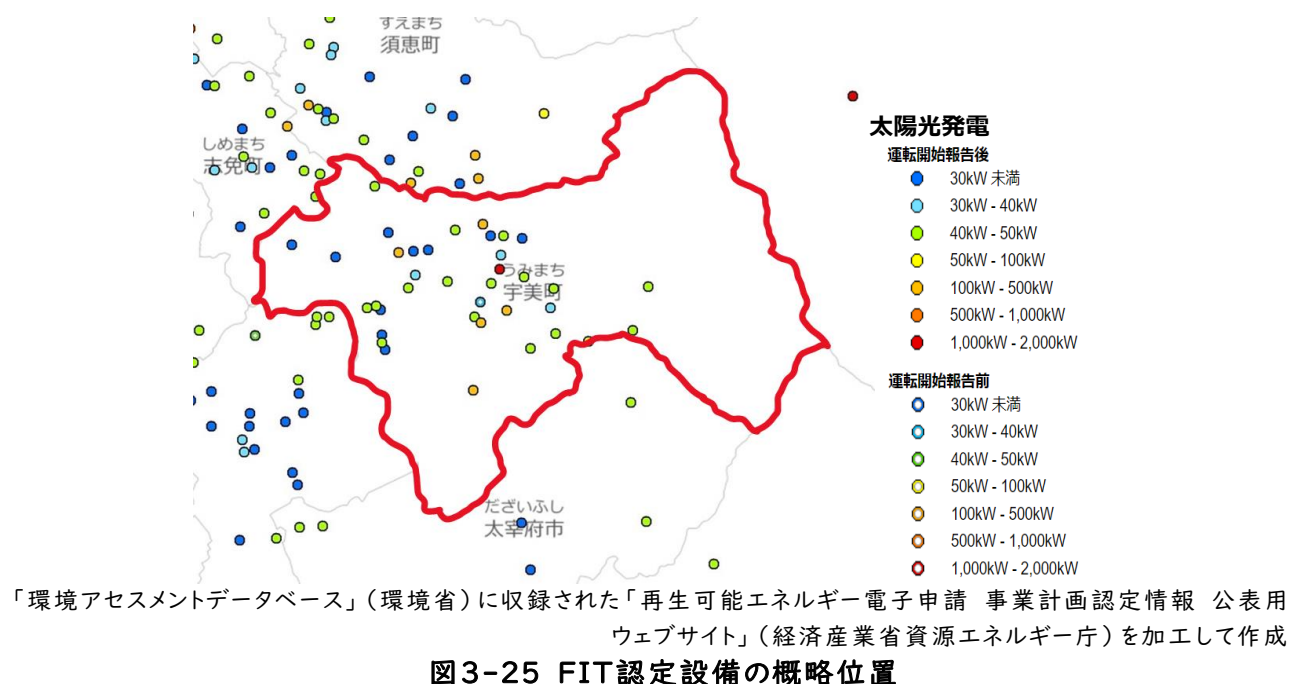 すえまち
須恵町
しめまち
志免町
うみまち
宇美町
だざいふし
太宰府市
太陽光発電
運転開始報告後
30kW 未満
30kW - 40kW
40kW - 50kW
50kW - 100kW
100kW - 500kW
500kW - 1,000kW
1,000kW - 2,000kW
運転開始報告前
30kW 未満
30kW - 40kW
40kW - 50kW
50kW - 100kW
100kW - 500kW
500kW - 1,000kW
1,000kW - 2,000kW
「環境アセスメントデータベース」(環境省)に収録された「再生可能エネルギー電子申請 事業計画認定情報 公表用
ウェブサイト」(経済産業省資源エネルギー庁)を加工して作成
図3-25 FIT認定設備の概略位置